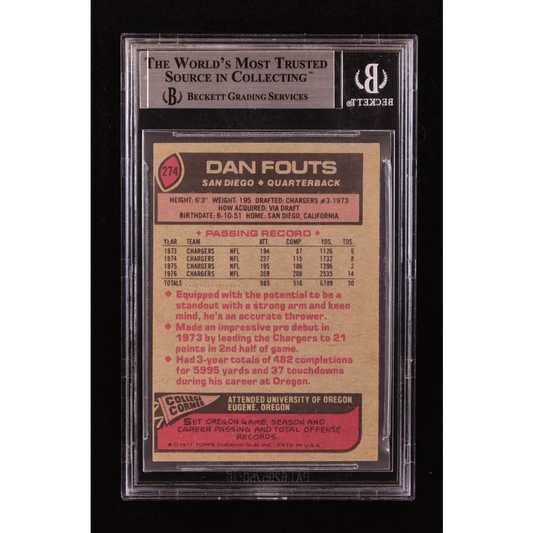 THE WORLD'S MOST TRUSTED
SOURCE IN COLLECTING™
B BECKETT GRADING SERVICES
B
BECKETT
274
DAN FOUTS
SAN DIEGO ◆ QUARTERBACK
HEIGHT: 6'3" WEIGHT: 195 DRAFTED: CHARGERS #3-1973
HOW ACQUIRED: VIA DRAFT
BIRTHDATE: 6-10-51 HOME: SAN DIEGO, CALIFORNIA
◆ PASSING RECORD ◆
YEAR TEAM ATT. COMP. YDS. TDS.
1973 CHARGERS NFL 194 87 1126 6
1974 CHARGERS NFL 237 115 1732 8
1975 CHARGERS NFL 195 106 1396 2
1976 CHARGERS NFL 359 208 2535 14
TOTALS 985 516 6789 30
◆ Equipped with the potential to be a
standout with a strong arm and keen
mind, he's an accurate thrower.
◆ Made an impressive pro debut in
1973 by leading the Chargers to 21
points in 2nd half of game.
◆ Had 3-year totals of 482 completions
for 5995 yards and 37 touchdowns
during his career at Oregon.
COLLEGE
CORNER
ATTENDED UNIVERSITY OF OREGON
EUGENE, OREGON
SET OREGON GAME, SEASON AND
CAREER PASSING AND TOTAL OFFENSE
RECORDS.
© 1977 TOPPS CHEWING GUM INC. PRTD IN U.S.A.